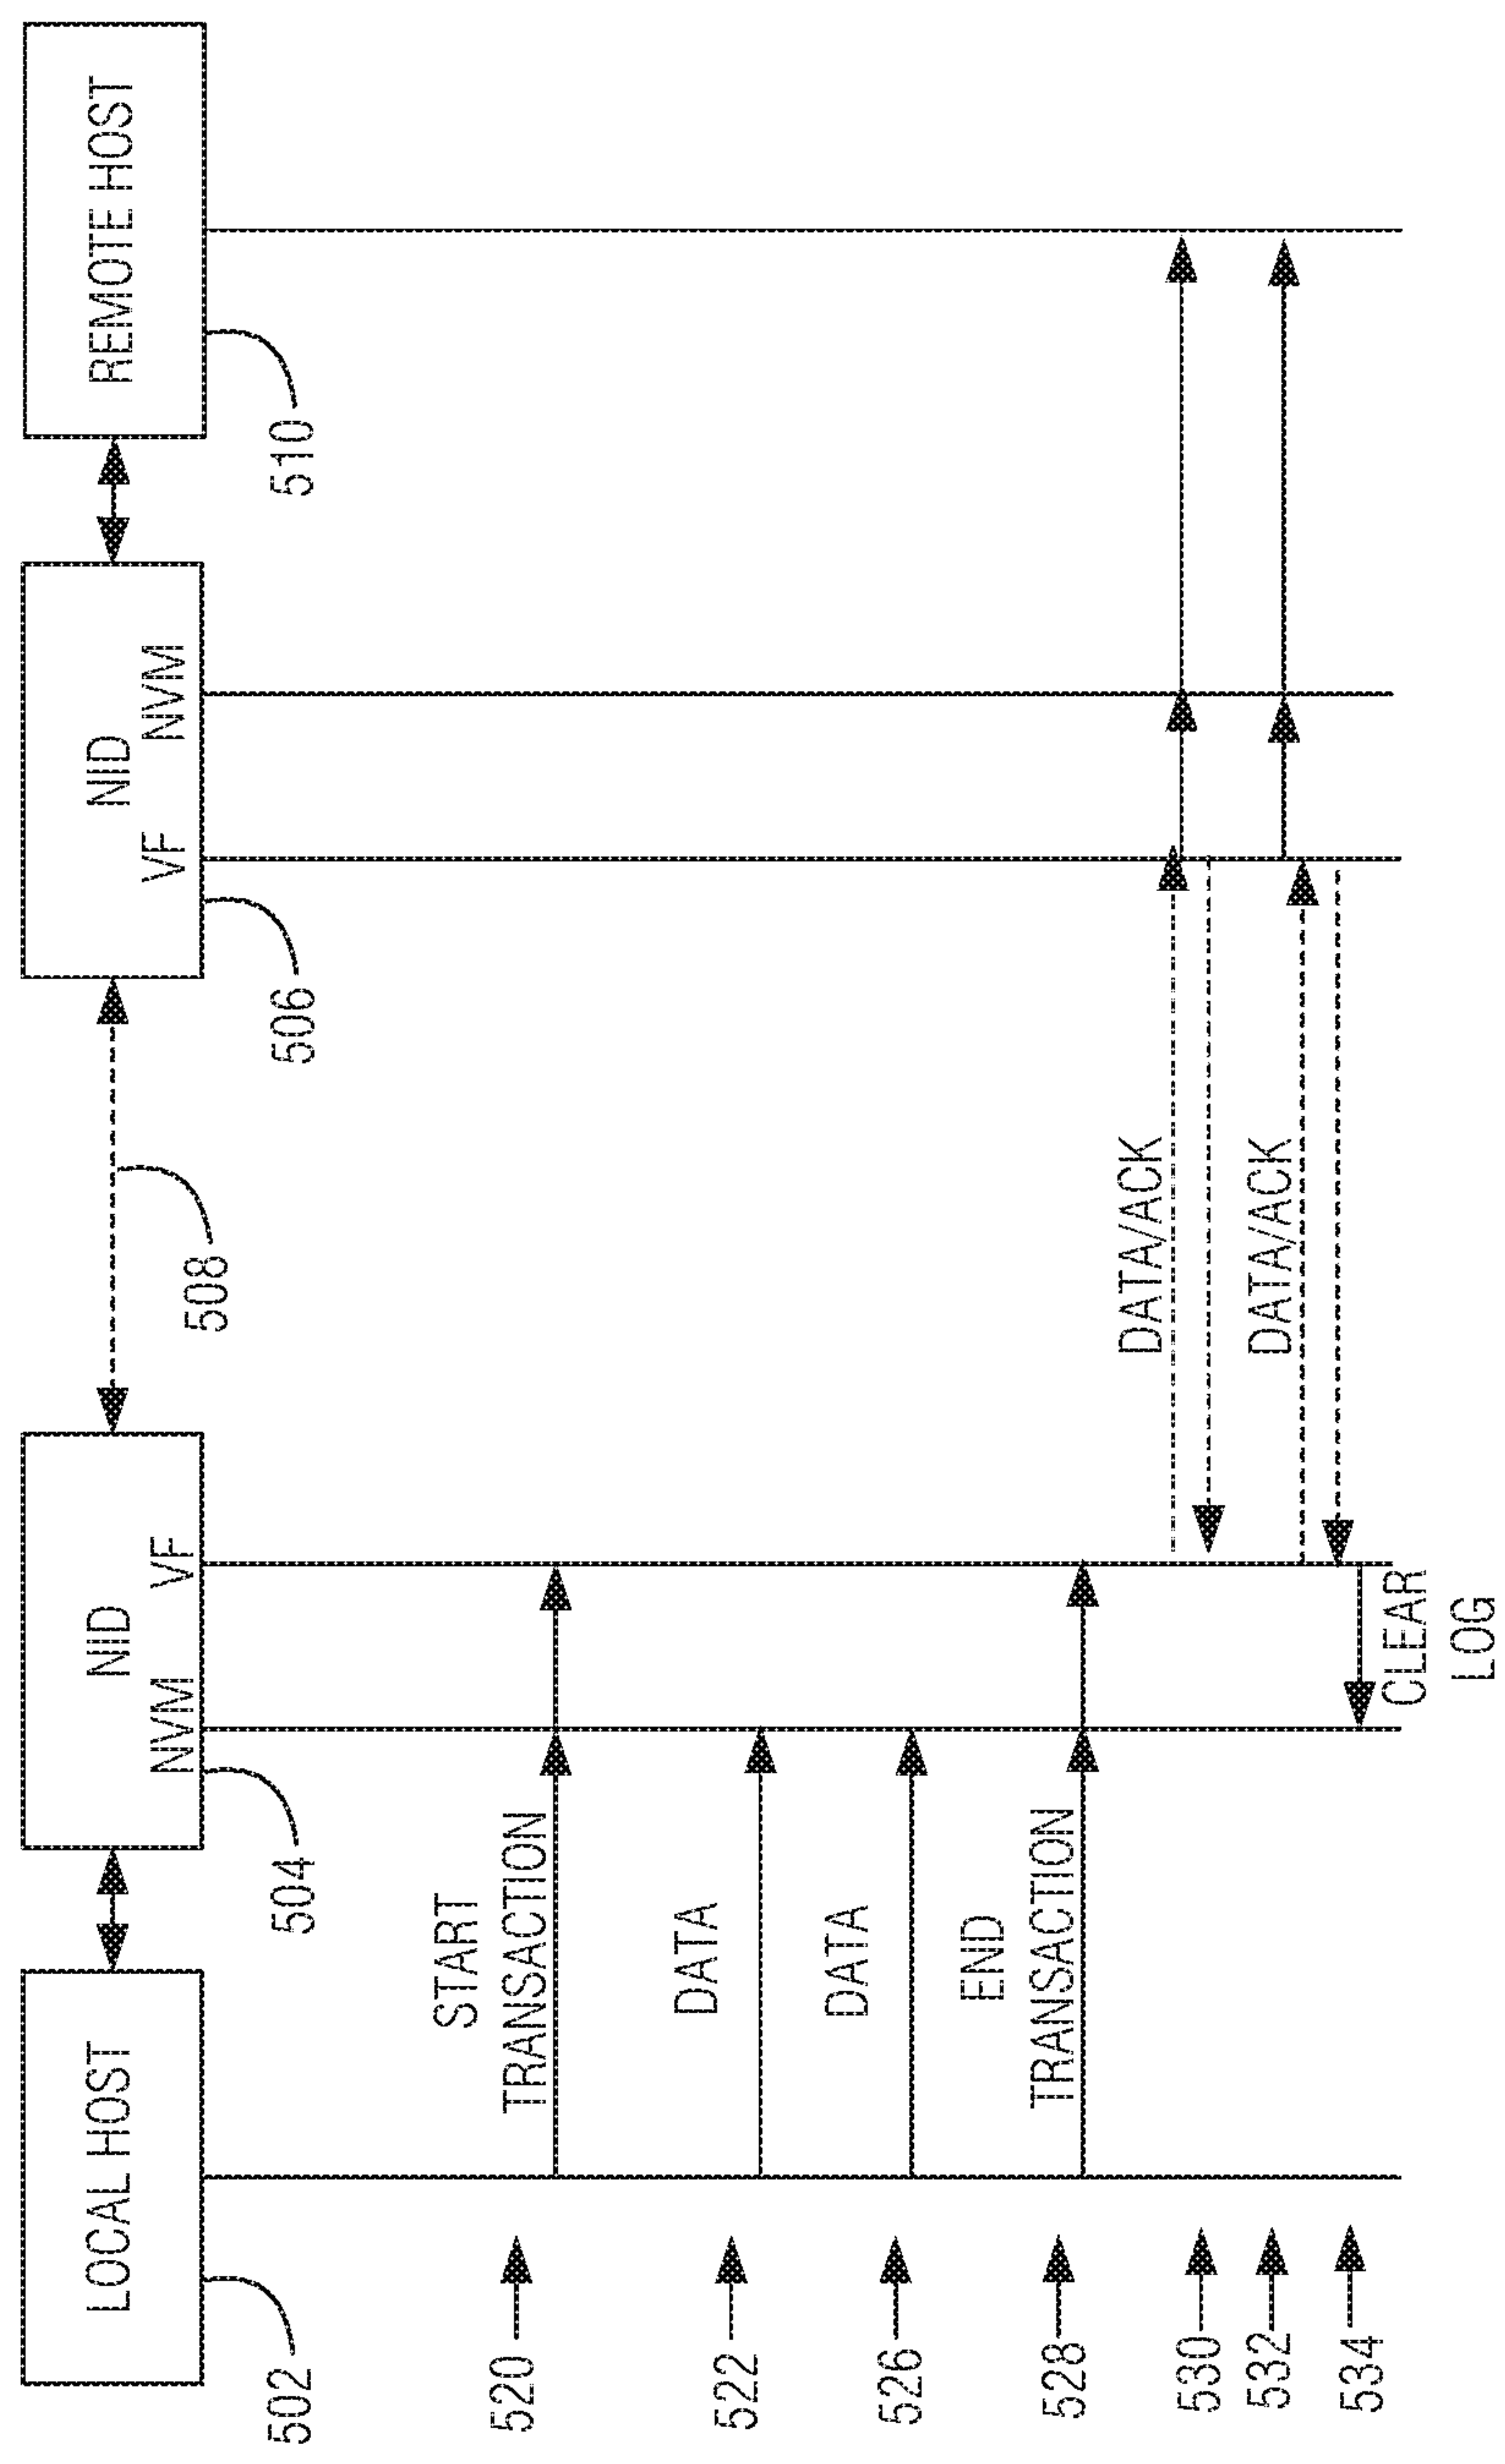 LOCAL HOST
502
NID
NVM VF
504
508
NID
VF NVM
506
REMOTE HOST
510
520
START
TRANSACTION
522
DATA
526
DATA
528
END
TRANSACTION
530
DATA/ACK
532
DATA/ACK
534
CLEAR
LOG